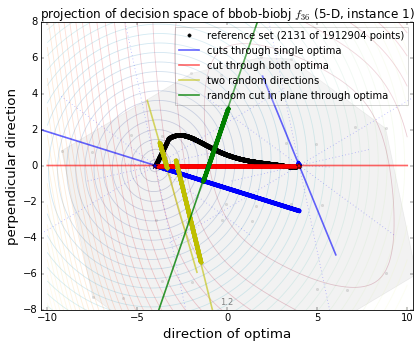 projection of decision space of bbob-biobj f36 (5-D, instance 1)
reference set (2131 of 1912904 points)
cuts through single optima
cut through both optima
two random directions
random cut in plane through optima
perpendicular direction
8
6
4
2
0
−2
−4
−6
−8
1.2
−10
−5
0
5
10
direction of optima